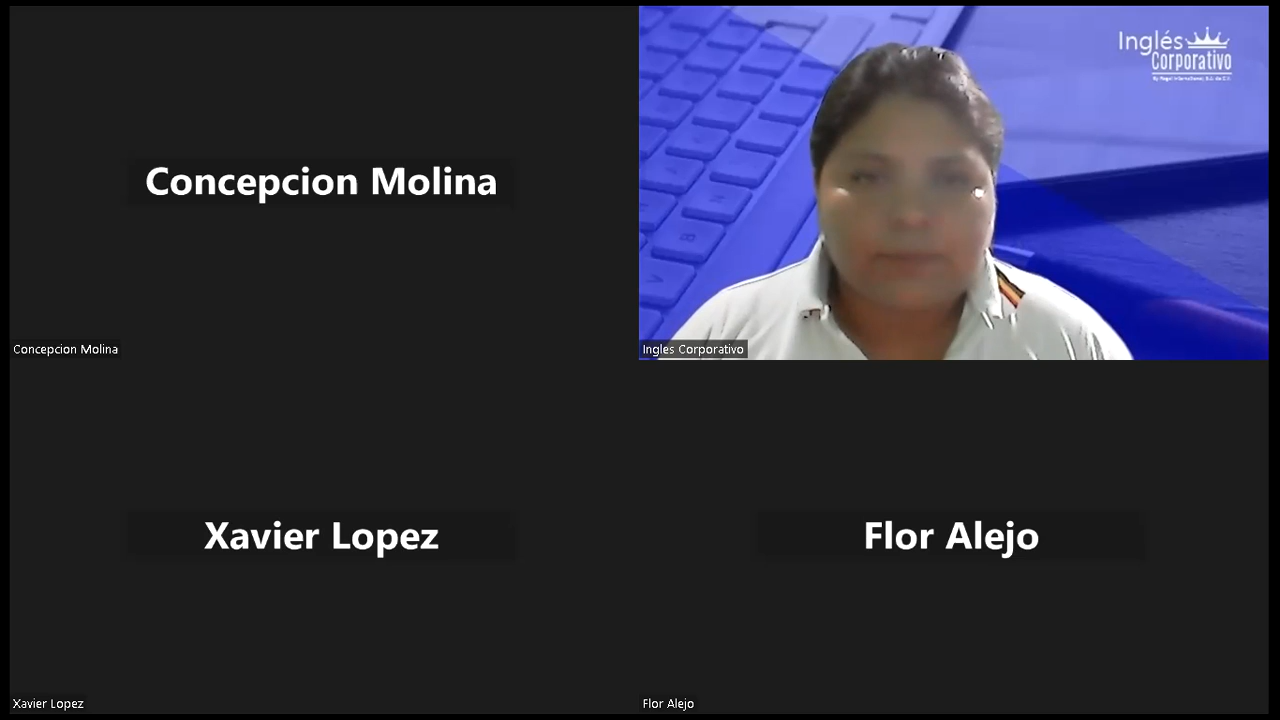 Concepcion Molina
Concepcion Molina
Inglés
Corporativo
Ingles Corporativo
Xavier Lopez
Xavier Lopez
Flor Alejo
Flor Alejo